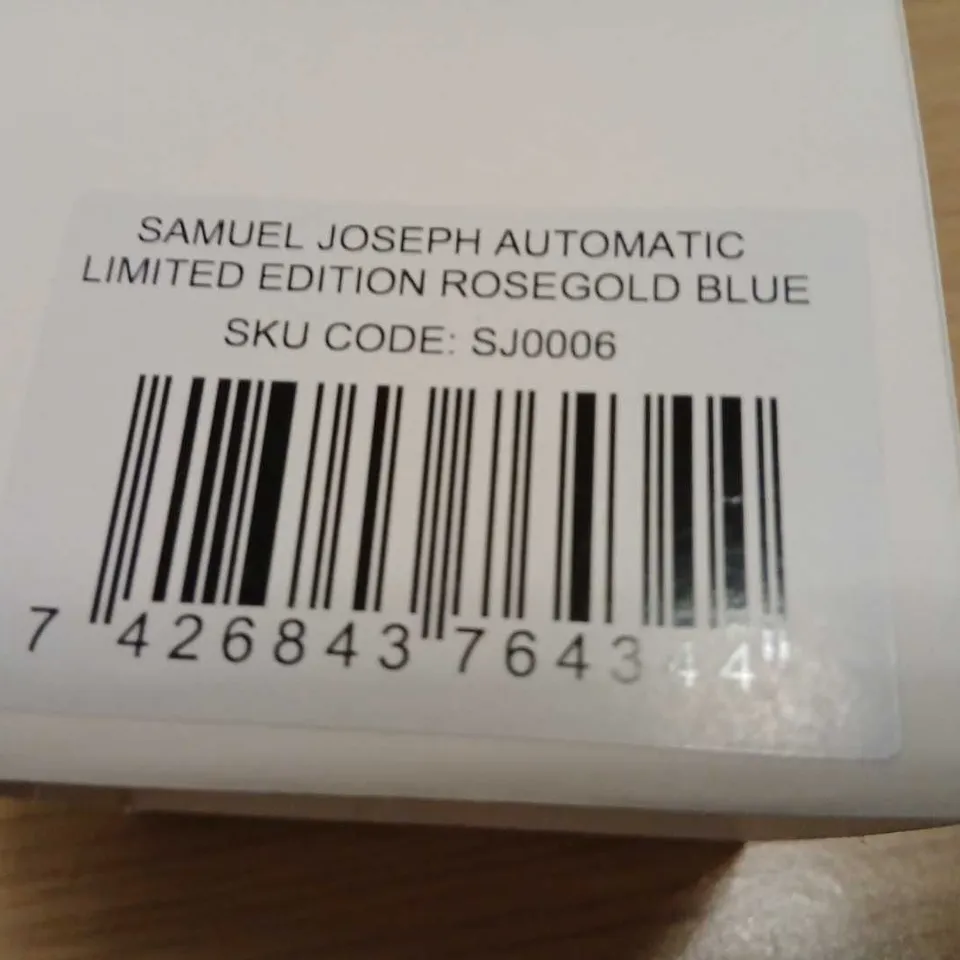 SAMUEL JOSEPH AUTOMATIC
LIMITED EDITION ROSEGOLD BLUE
SKU CODE: SJ0006
7 426843 764344